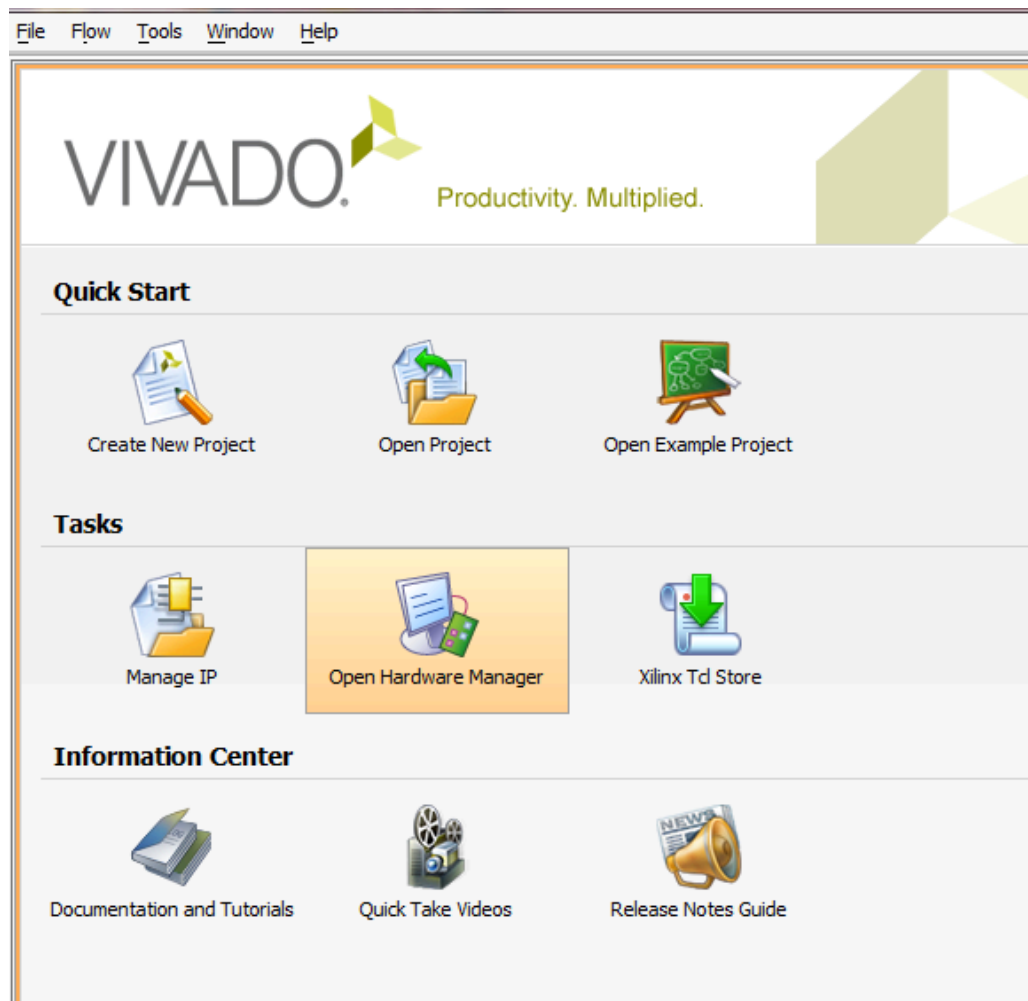 File Flow Tools Window Help
VIVADO.
Productivity. Multiplied.
Quick Start
Create New Project Open Project Open Example Project
Tasks
Manage IP Open Hardware Manager Xilinx Tcl Store
Information Center
NEWS
Documentation and Tutorials Quick Take Videos Release Notes Guide